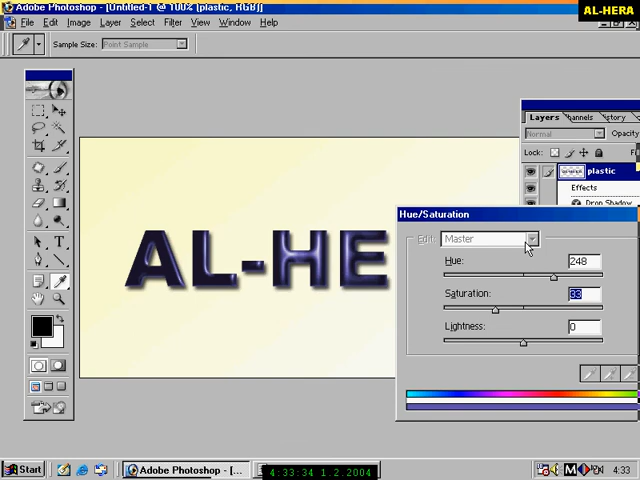 Adobe Photoshop - [Untitled-1 @ 100% (plastic, RGB)]
AL-HERA
File Edit Image Layer Select Filter View Window Help
Sample Size: Point Sample
Layers Channels History
Normal Opacity
Lock:
plastic
Effects
Drop Shadow
AL-HE
Hue/Saturation
Edit: Master
Hue: 248
Saturation: 33
Lightness: 0
Start
Adobe Photoshop - [...
4:33:34 1.2.2004
4:33